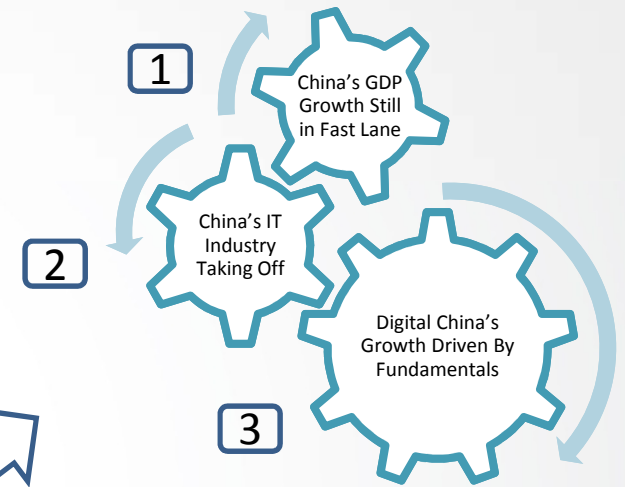 1
China’s GDP
Growth Still
in Fast Lane
2
China’s IT
Industry
Taking Off
3
Digital China’s
Growth Driven By
Fundamentals